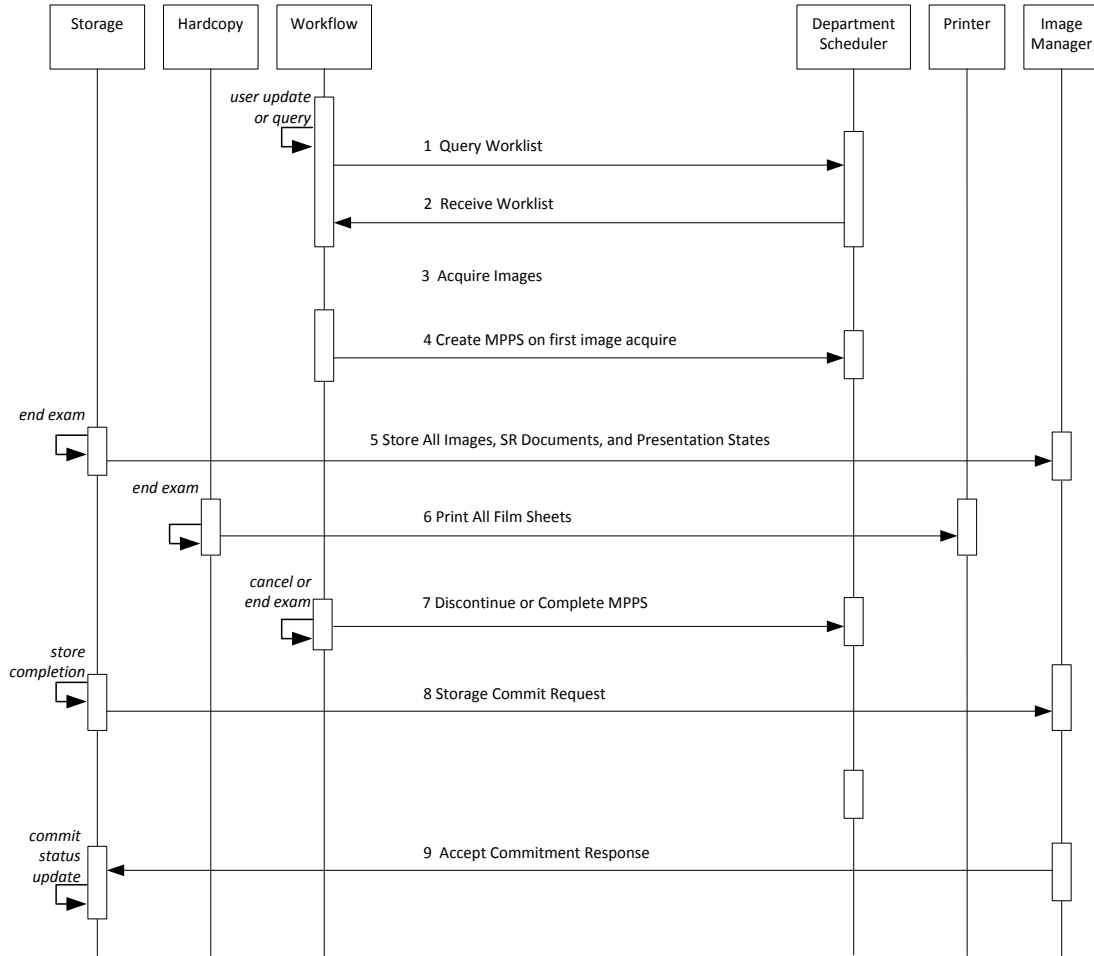 Storage
Hardcopy
Workflow
Department
Scheduler
Printer
Image
Manager
user update
or query
1 Query Worklist
2 Receive Worklist
3 Acquire Images
4 Create MPPS on first image acquire
end exam
5 Store All Images, SR Documents, and Presentation States
end exam
6 Print All Film Sheets
cancel or
end exam
7 Discontinue or Complete MPPS
store
completion
8 Storage Commit Request
commit
status
update
9 Accept Commitment Response